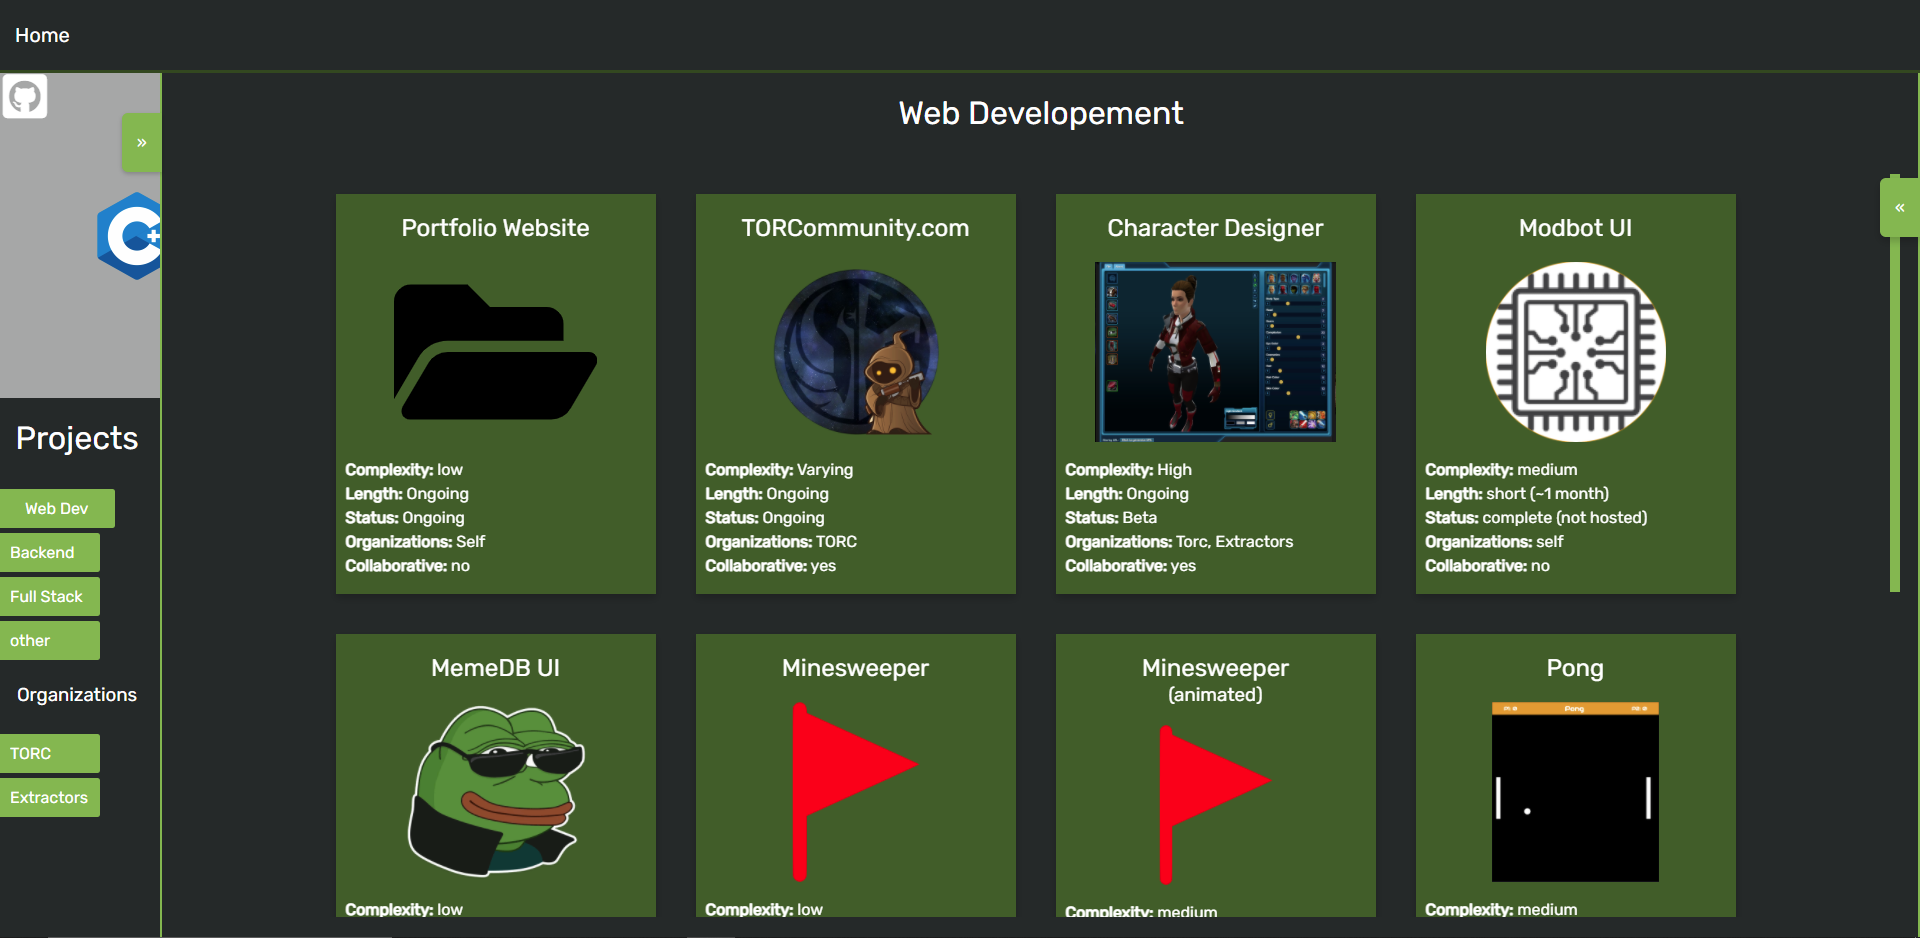 Home
»
Projects
Web Dev
Backend
Full Stack
other
Organizations
TORC
Extractors
Web Developement
«
Portfolio Website
Complexity: low
Length: Ongoing
Status: Ongoing
Organizations: Self
Collaborative: no
TORCommunity.com
Complexity: Varying
Length: Ongoing
Status: Ongoing
Organizations: TORC
Collaborative: yes
Character Designer
Complexity: High
Length: Ongoing
Status: Beta
Organizations: Torc, Extractors
Collaborative: yes
Modbot UI
Complexity: medium
Length: short (~1 month)
Status: complete (not hosted)
Organizations: self
Collaborative: no
MemeDB UI
Complexity: low
Minesweeper
Complexity: low
Minesweeper
(animated)
Complexity: medium
Pong
Pong
Complexity: medium